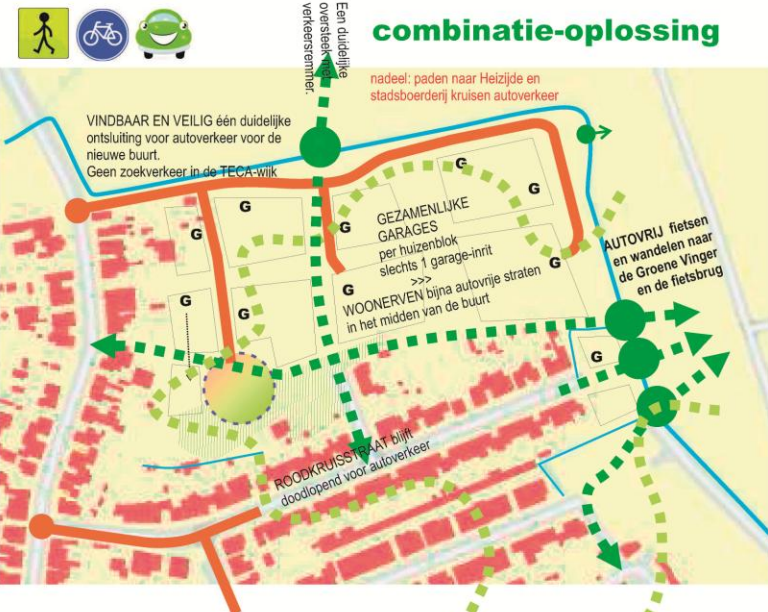 Een duidelijke
oversteek met
verkeersremmer.
combinatie-oplossing
nadeel: paden naar Heizijde en
stadsboerderij kruisen autoverkeer
VINDBAAR EN VEILIG één duidelijke
ontsluiting voor autoverkeer voor de
nieuwe buurt.
Geen zoekverkeer in de TECA-wijk
G
G
G
G
G
GEZAMENLIJKE
GARAGES
per huizenblok
slechts 1 garage-inrit
>>>
WOONERVEN bijna autovrije straten
in het midden van de buurt
AUTOVRIJ fietsen
en wandelen naar
de Groene Vinger
en de fietsbrug
G
G
G
G
G
ROODKRUISSTRAAT blijft
doodlopend voor autoverkeer